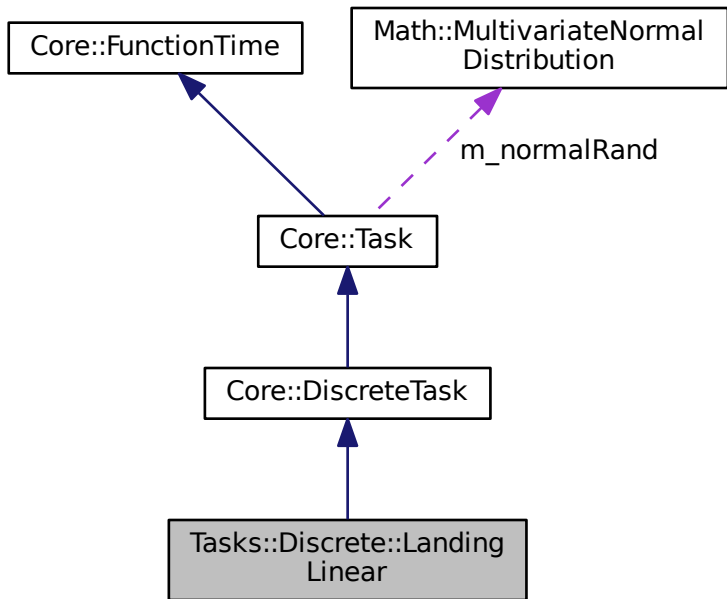 Core::FunctionTime
Math::MultivariateNormal
Distribution
m_normalRand
Core::Task
Core::DiscreteTask
Tasks::Discrete::Landing
Linear